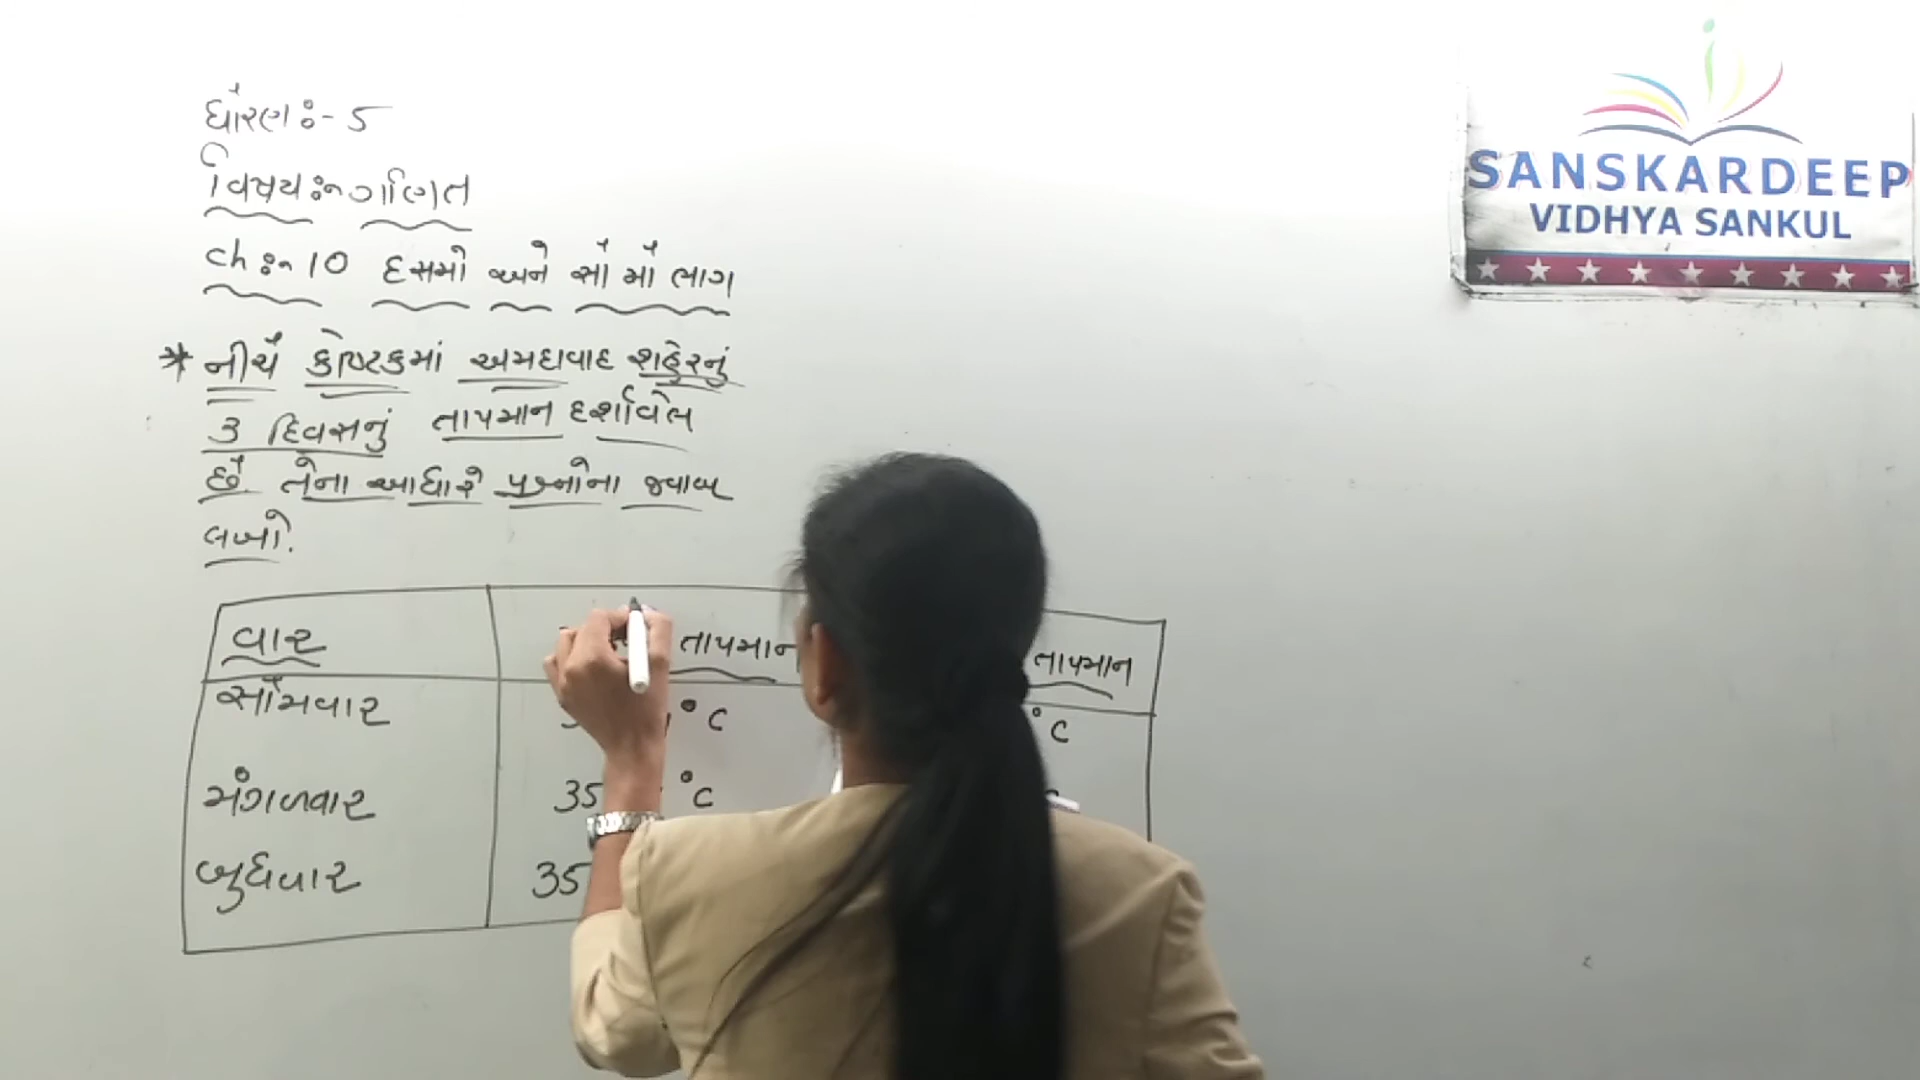 ધોરણ:- 5
વિષય:- ગણિત
ch:- 10 દસમો અને સો મો ભાગ
* નીચે કોષ્ટકમાં અમદાવાદ શહેરનું
3 દિવસનું તાપમાન દર્શાવેલ
છે તેના આધારે પ્રશ્નોના જવાબ
લખો.
વાર તાપમાન તાપમાન
સોમવાર °C °C
મંગળવાર 35 °C
બુધવાર 35
SANSKARDEEP
VIDHYA SANKUL